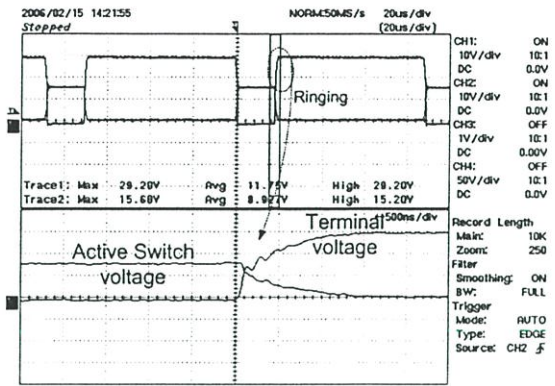 2006/02/15 14:21:55
Stopped
NORM:50MS/s 20us/div
(20us/div)
Ringing
Trace1: Max 29.20V Avg 11.75V High 28.20V
Trace2: Max 15.60V Avg 8.927V High 15.20V
500ns/div
Terminal
voltage
Active Switch
voltage
CH1: ON
10V/div 10:1
DC 0.0V
CH2: ON
10V/div 10:1
DC 0.0V
CH3: OFF
1V/div 10:1
DC 0.00V
CH4: OFF
50V/div 10:1
DC 0.0V
Record Length
Main: 10K
Zoom: 250
Filter
Smoothing: ON
BW: FULL
Trigger
Mode: AUTO
Type: EDGE
Source: CH2